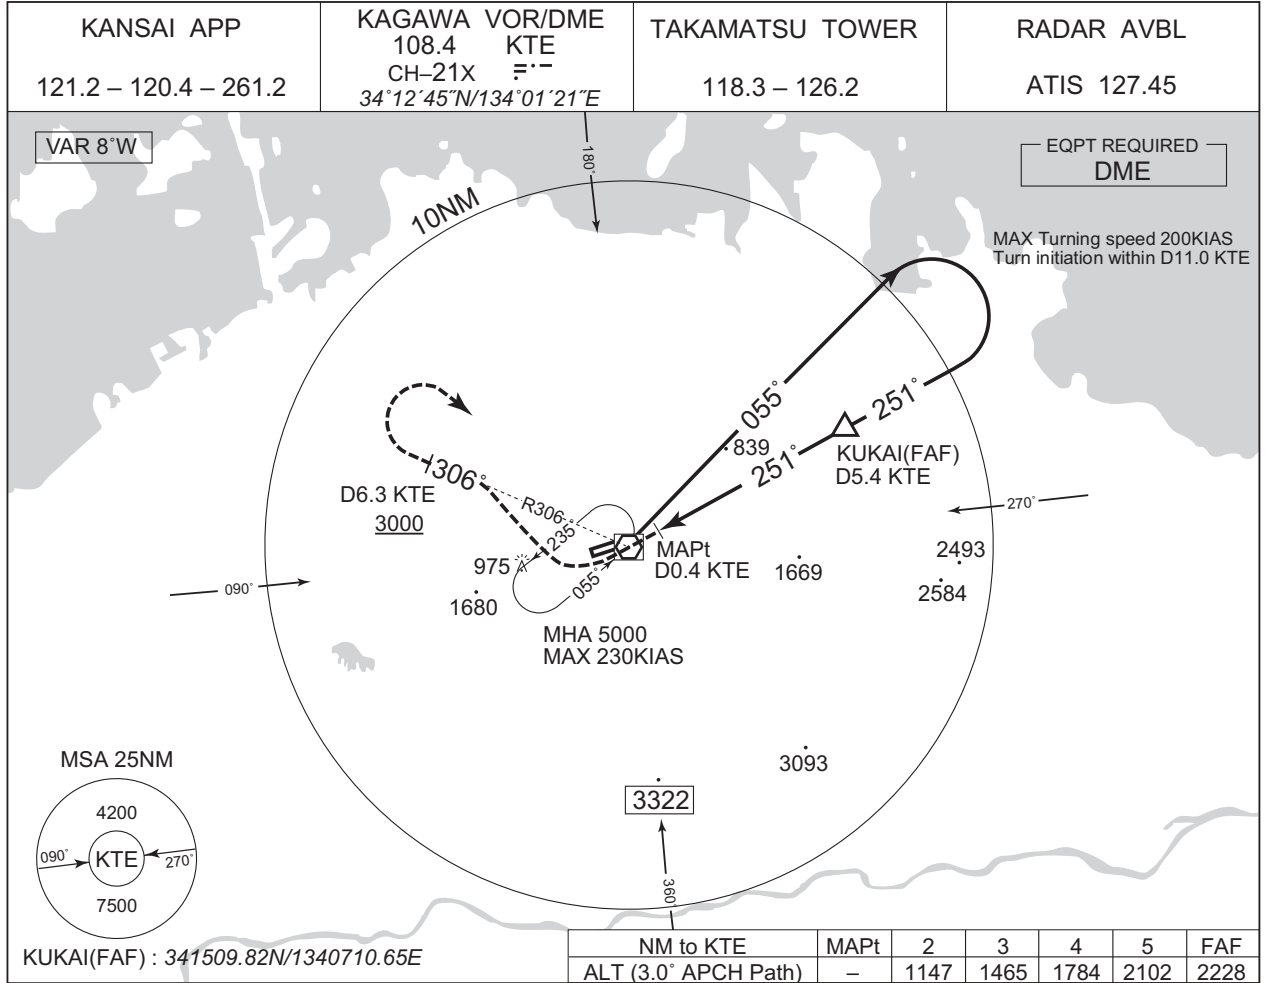 KANSAI APP
121.2 – 120.4 – 261.2
KAGAWA VOR/DME
108.4 KTE
CH–21X
34°12´45˝N/134°01´21˝E
TAKAMATSU TOWER
118.3 – 126.2
RADAR AVBL
ATIS 127.45
VAR 8°W
EQPT REQUIRED
DME
180°
10NM
MAX Turning speed 200KIAS
Turn initiation within D11.0 KTE
055°
251°
839
251°
KUKAI(FAF)
D5.4 KTE
306°
D6.3 KTE
3000
R306
235°
270°
975
MAPt
D0.4 KTE
1669
2493
2584
090°
1680
055°
MHA 5000
MAX 230KIAS
3093
3322
360°
MSA 25NM
4200
090°
KTE
270°
7500
KUKAI(FAF) : 341509.82N/1340710.65E
NM to KTE MAPt 2 3 4 5 FAF
ALT (3.0° APCH Path) – 1147 1465 1784 2102 2228